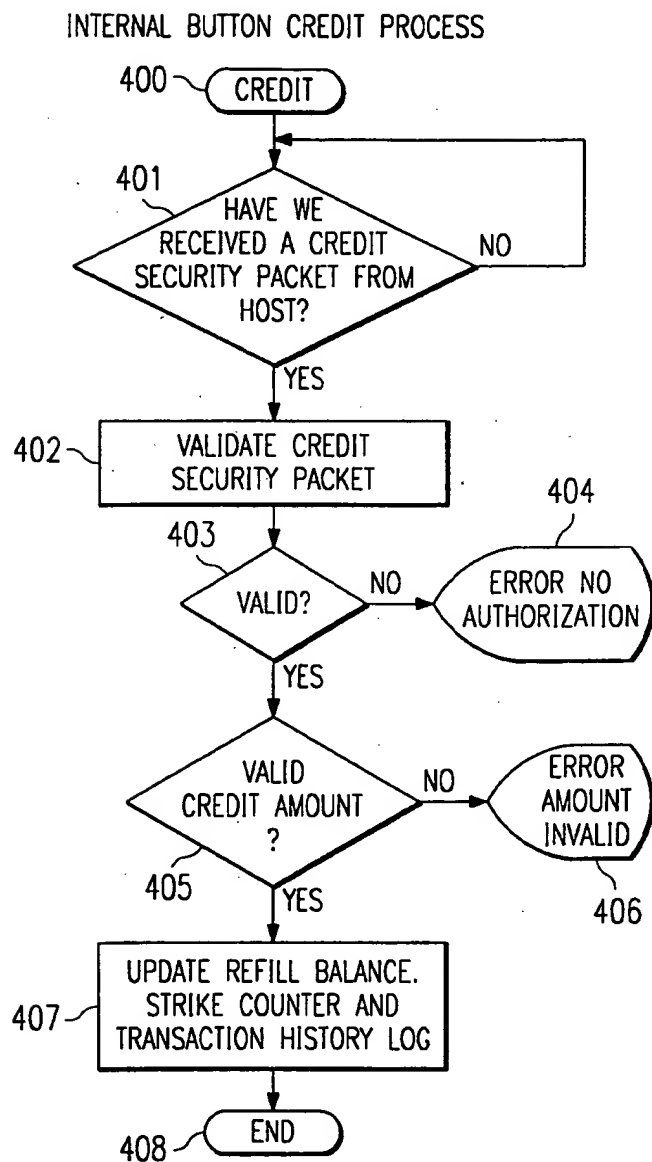 INTERNAL BUTTON CREDIT PROCESS
400
CREDIT
401
HAVE WE
RECEIVED A CREDIT
SECURITY PACKET FROM
HOST?
NO
YES
402
VALIDATE CREDIT
SECURITY PACKET
403
VALID?
NO
404
ERROR NO
AUTHORIZATION
YES
VALID
CREDIT AMOUNT
?
405
NO
ERROR
AMOUNT
INVALID
406
YES
407
UPDATE REFILL BALANCE.
STRIKE COUNTER AND
TRANSACTION HISTORY LOG
408
END